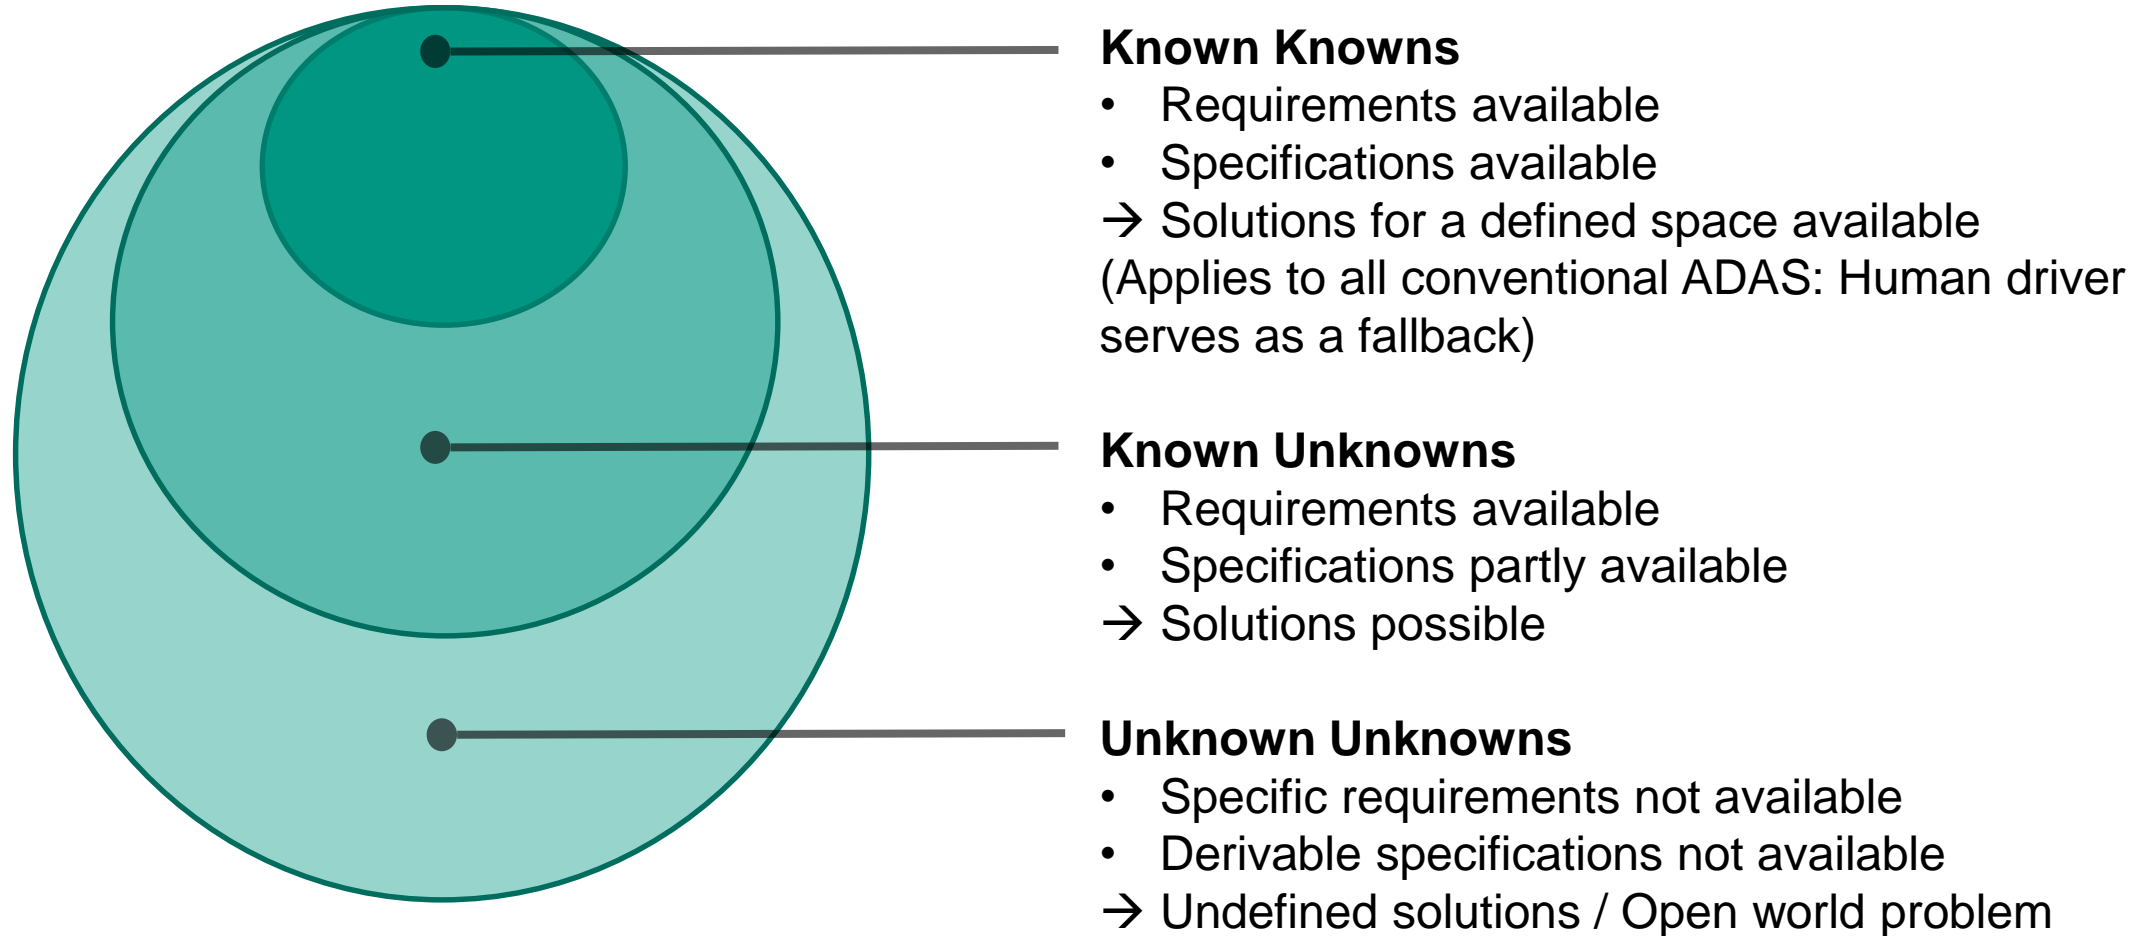 Known Knowns
• Requirements available
• Specifications available
→ Solutions for a defined space available
(Applies to all conventional ADAS: Human driver
serves as a fallback)
Known Unknowns
• Requirements available
• Specifications partly available
→ Solutions possible
Unknown Unknowns
• Specific requirements not available
• Derivable specifications not available
→ Undefined solutions / Open world problem